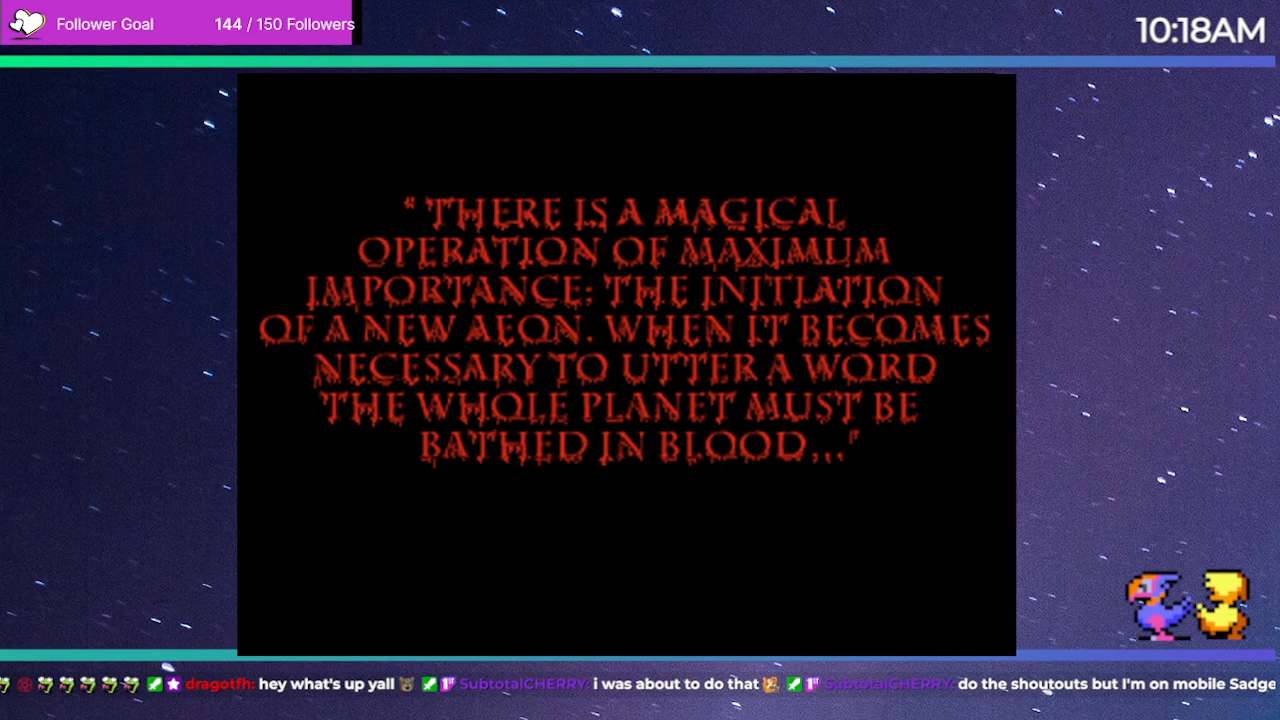 Follower Goal 144 / 150 Followers
10:18AM
“THERE IS A MAGICAL
OPERATION OF MAXIMUM
IMPORTANCE: THE INITIATION
OF A NEW AEON. WHEN IT BECOMES
NECESSARY TO UTTER A WORD
THE WHOLE PLANET MUST BE
BATHED IN BLOOD..."
dragotfh: hey what's up yall SubtotalCHERRY: i was about to do that SubtotalCHERRY: do the shoutouts but I'm on mobile Sadge